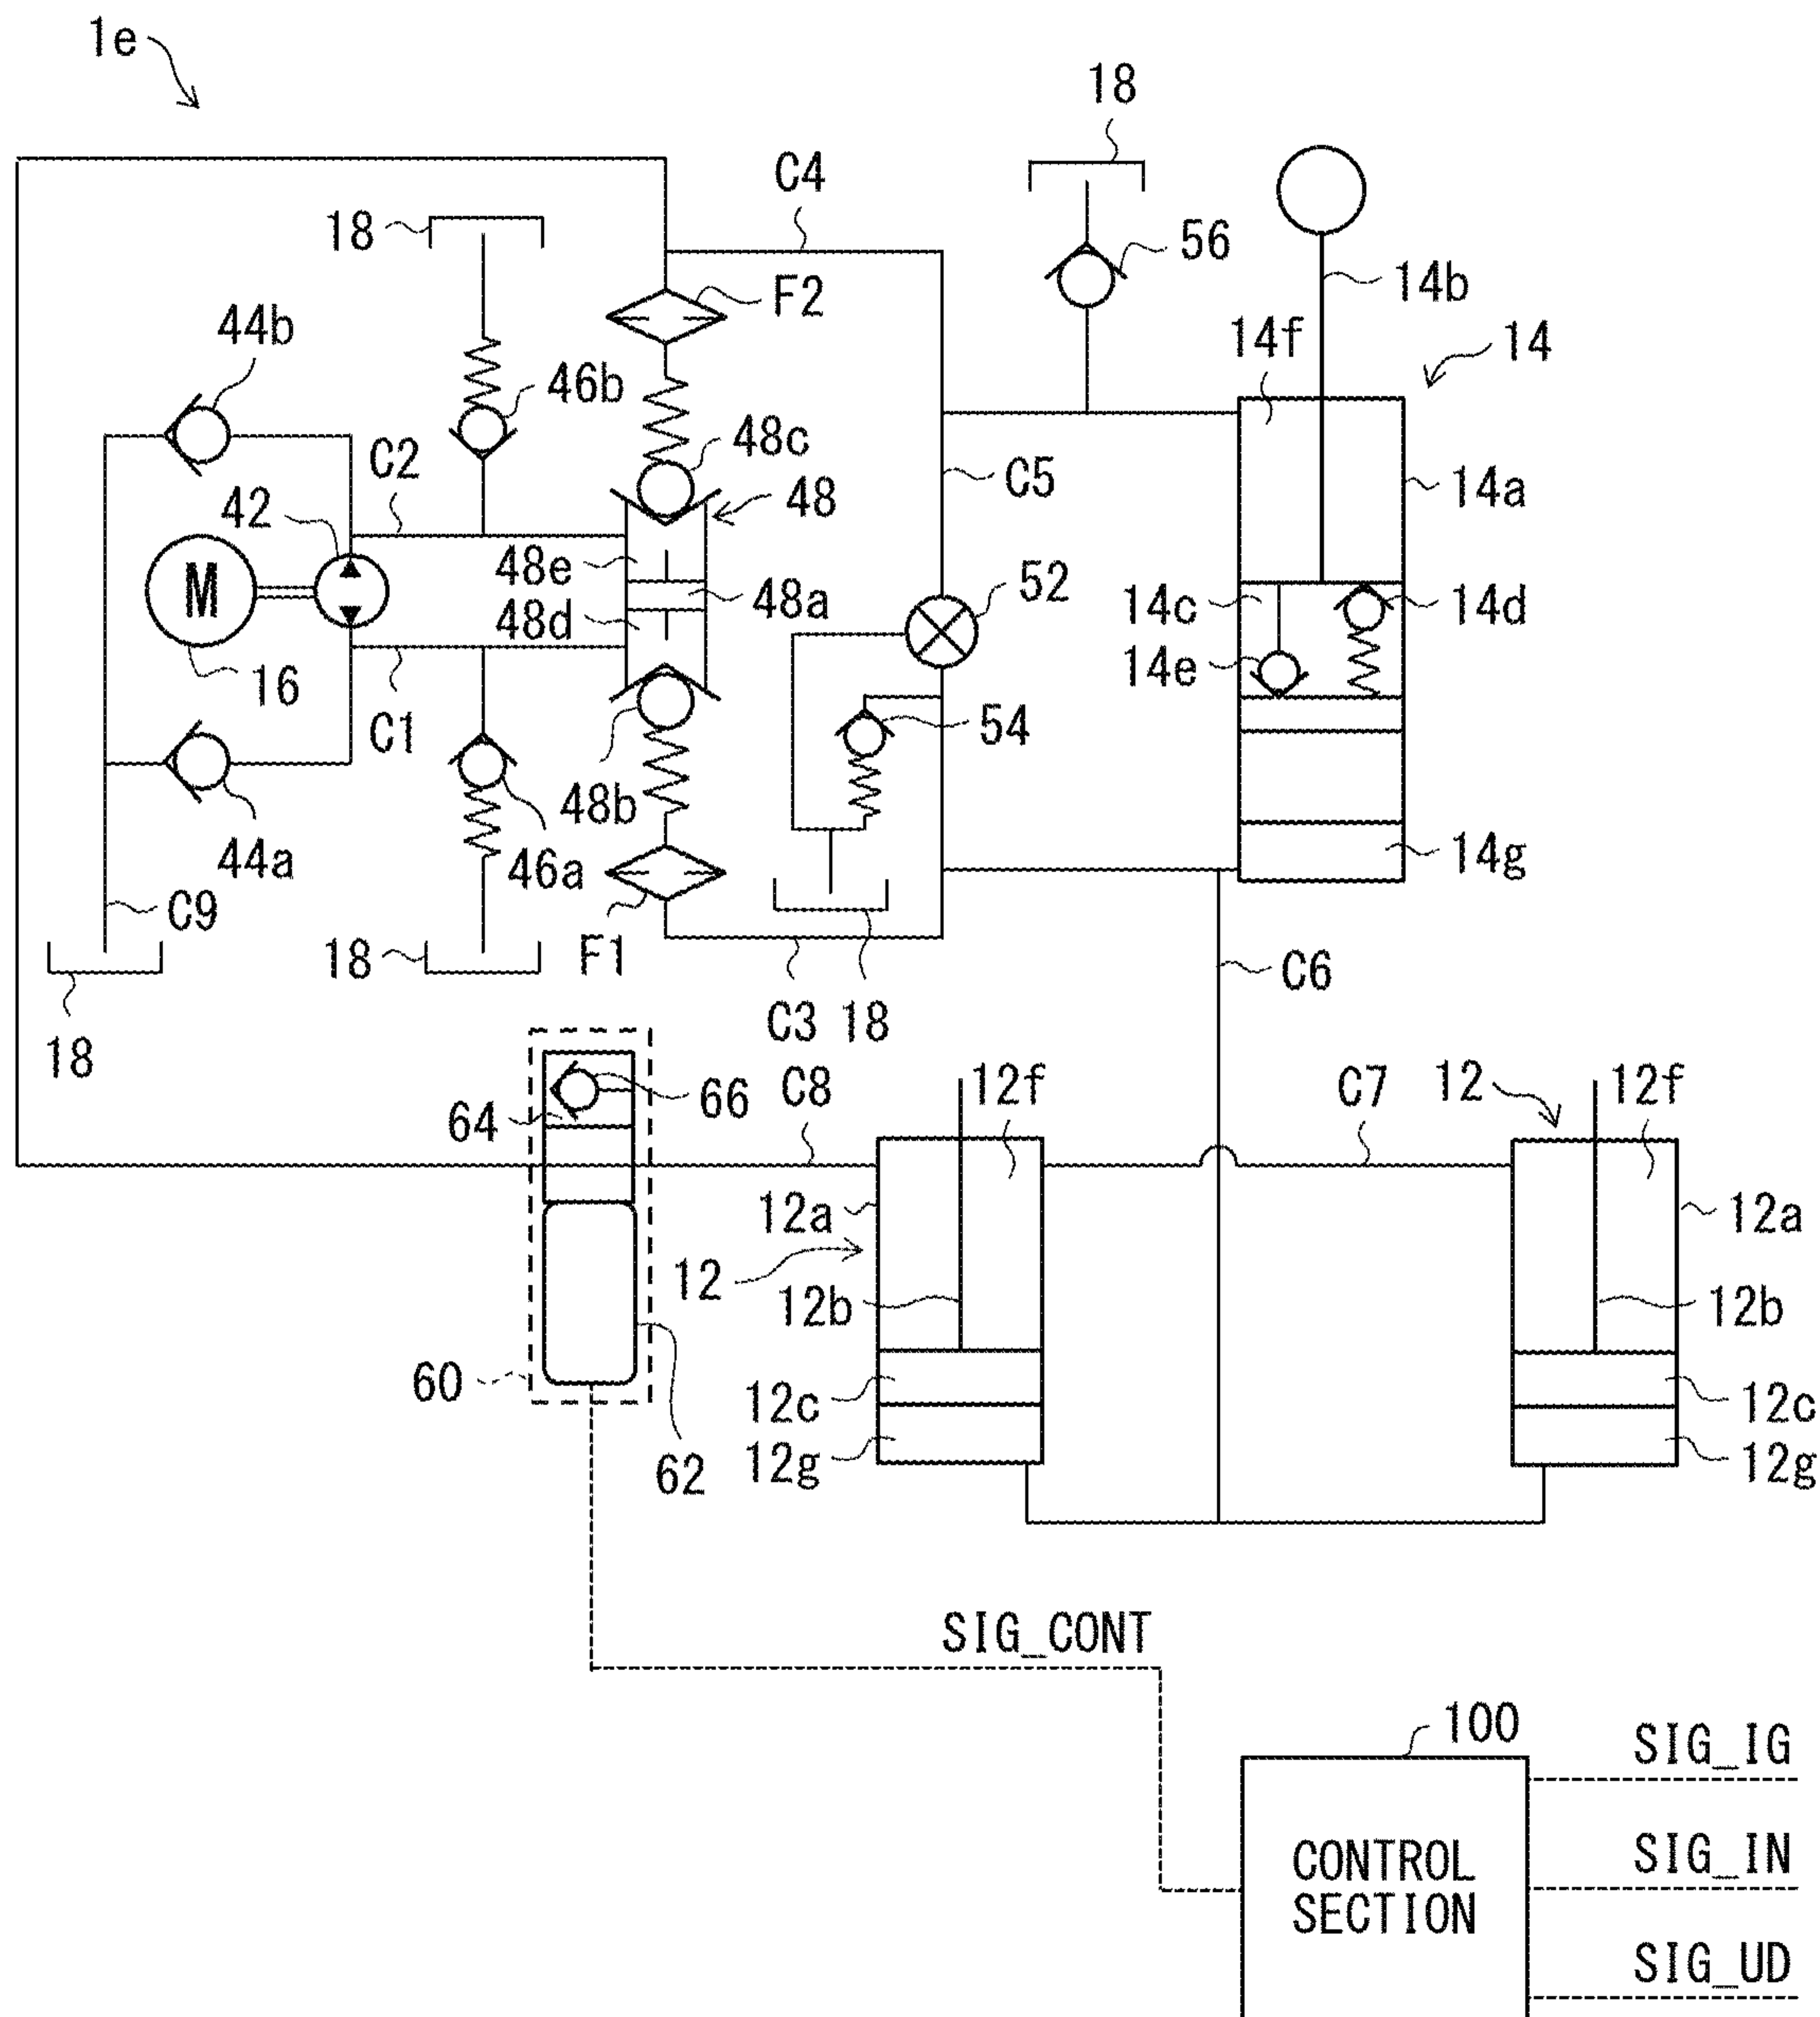 1e
18
C4
18
56
F2
14b
44b
14f
14
46b
C2
48c
48
C5
14a
42
M
48e
48a
52
14c
14d
48d
14e
16
C1
54
48b
44a
46a
14g
C9
F1
18
C6
18
C3
18
12f
12
12f
C8
C7
66
64
12a
12a
12
12b
12b
60
12c
12c
62
12g
12g
SIG_CONT
100
SIG_IG
CONTROL
SECTION
SIG_IN
SIG_UD